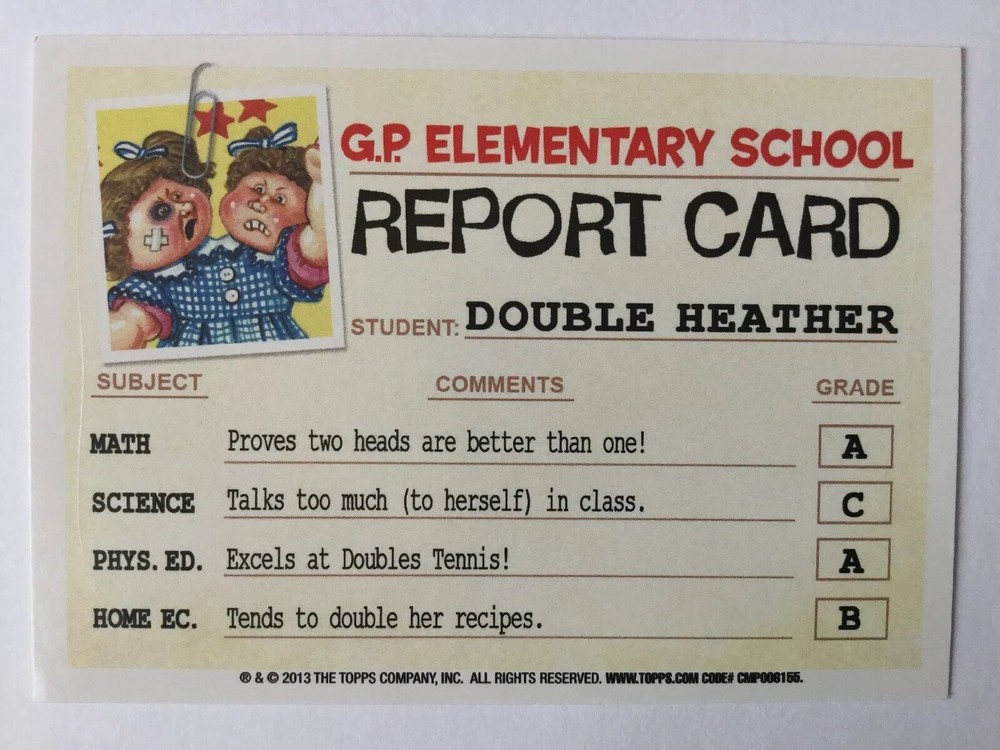 G.P. ELEMENTARY SCHOOL
REPORT CARD
STUDENT: DOUBLE HEATHER
SUBJECT COMMENTS GRADE
MATH Proves two heads are better than one! A
SCIENCE Talks too much (to herself) in class. C
PHYS. ED. Excels at Doubles Tennis! A
HOME EC. Tends to double her recipes. B
® & © 2013 THE TOPPS COMPANY, INC. ALL RIGHTS RESERVED. WWW.TOPPS.COM CODE# CMP008155.